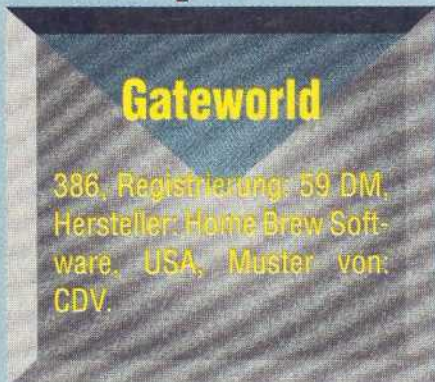 Gateworld
386, Registrierung: 59 DM,
Hersteller: Home Brew Soft-
ware, USA, Muster von:
CDV.